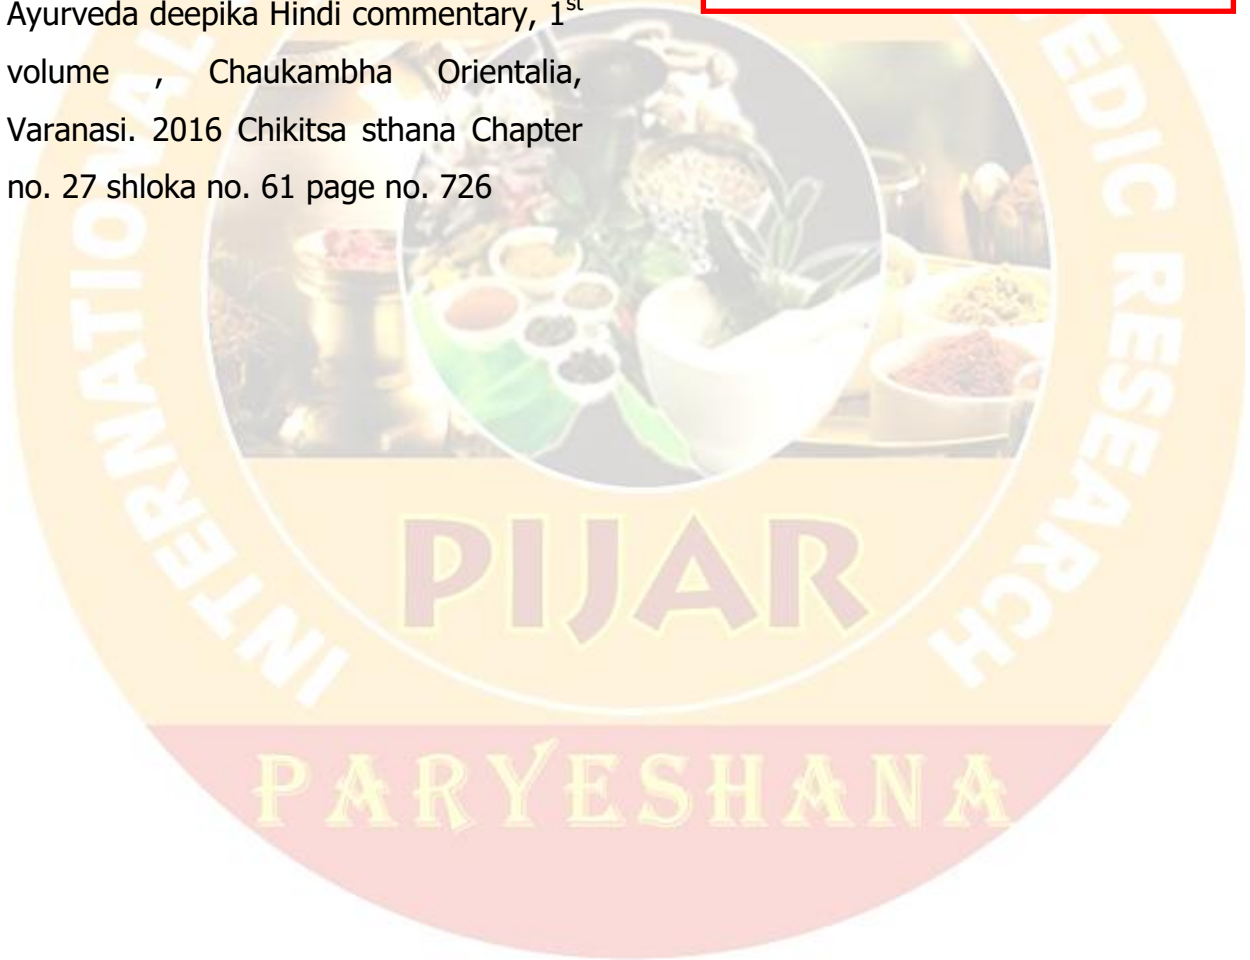 Ayurveda deepika Hindi commentary, 1st
volume , Chaukambha Orientalia,
Varanasi. 2016 Chikitsa sthana Chapter
no. 27 shloka no. 61 page no. 726
INTERNATIONAL
EDIC RESEARCH
PIJAR
PARYESHANA